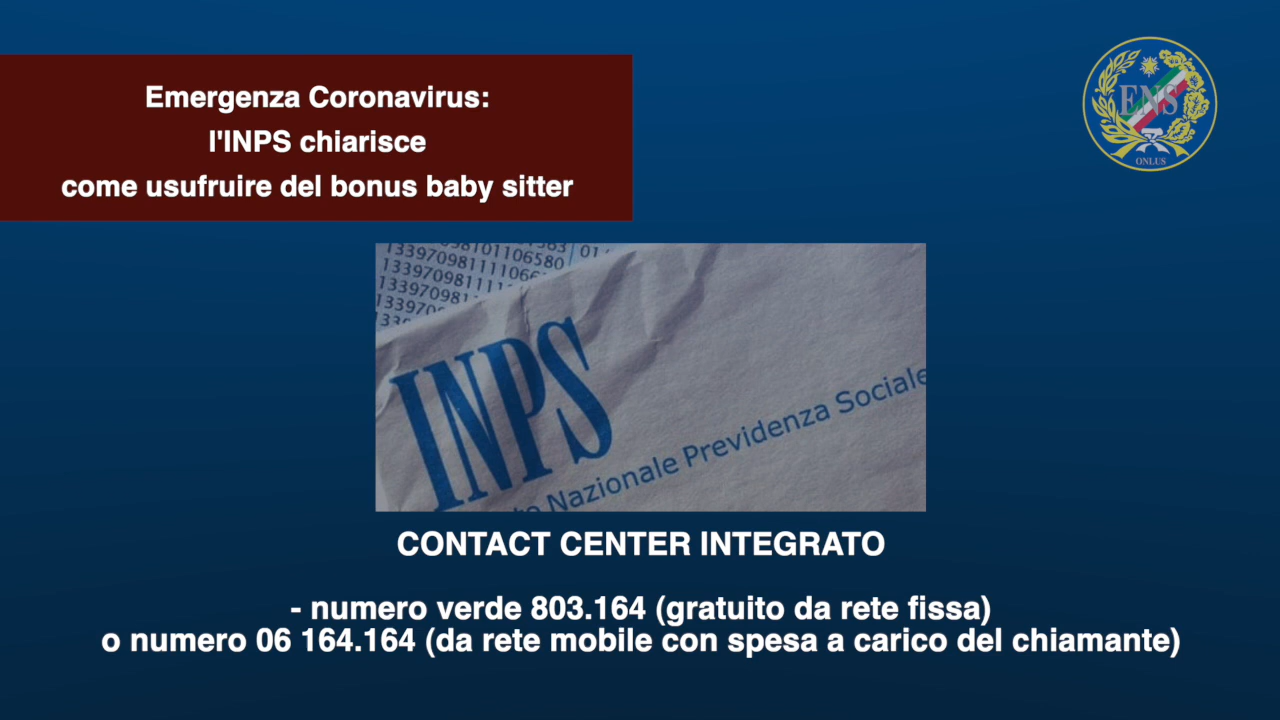 Emergenza Coronavirus:
l'INPS chiarisce
come usufruire del bonus baby sitter
ENS
ONLUS
INPS
Nazionale Previdenza Sociale
CONTACT CENTER INTEGRATO
- numero verde 803.164 (gratuito da rete fissa)
o numero 06 164.164 (da rete mobile con spesa a carico del chiamante)